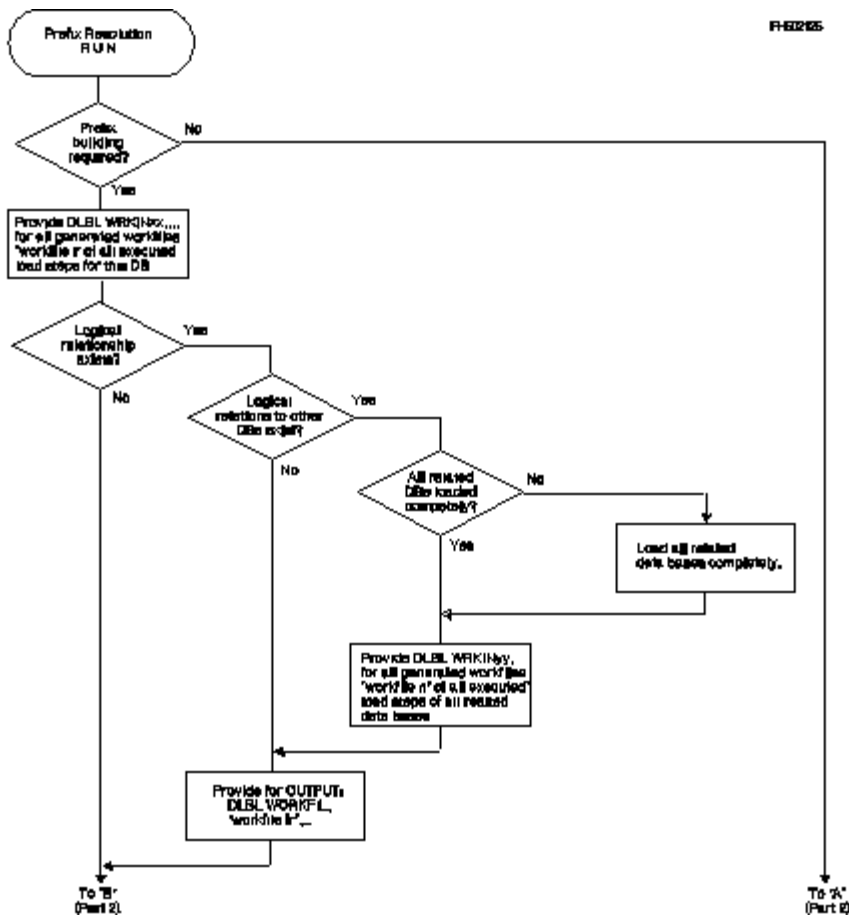 Prefix Resolution
RUN
Prefix
building
required?
No
Yes
Provide DLBL WRKINxx,,,,
for all generated workfiles
"workfile n" of all executed
load steps for this DB
Logical
relationship
exists?
Yes
No
Logical
relations to other
DBs exist?
Yes
No
All related
DBs loaded
completely?
No
Yes
Load all related
data bases completely.
Provide DLBL WRKINyy,
for all generated workfiles
"workfile n" of all executed
load steps of all related
data bases
Provide for OUTPUT:
DLBL WORKFIL,
To "B"
(Part 2).
To "A"
(Part 2)